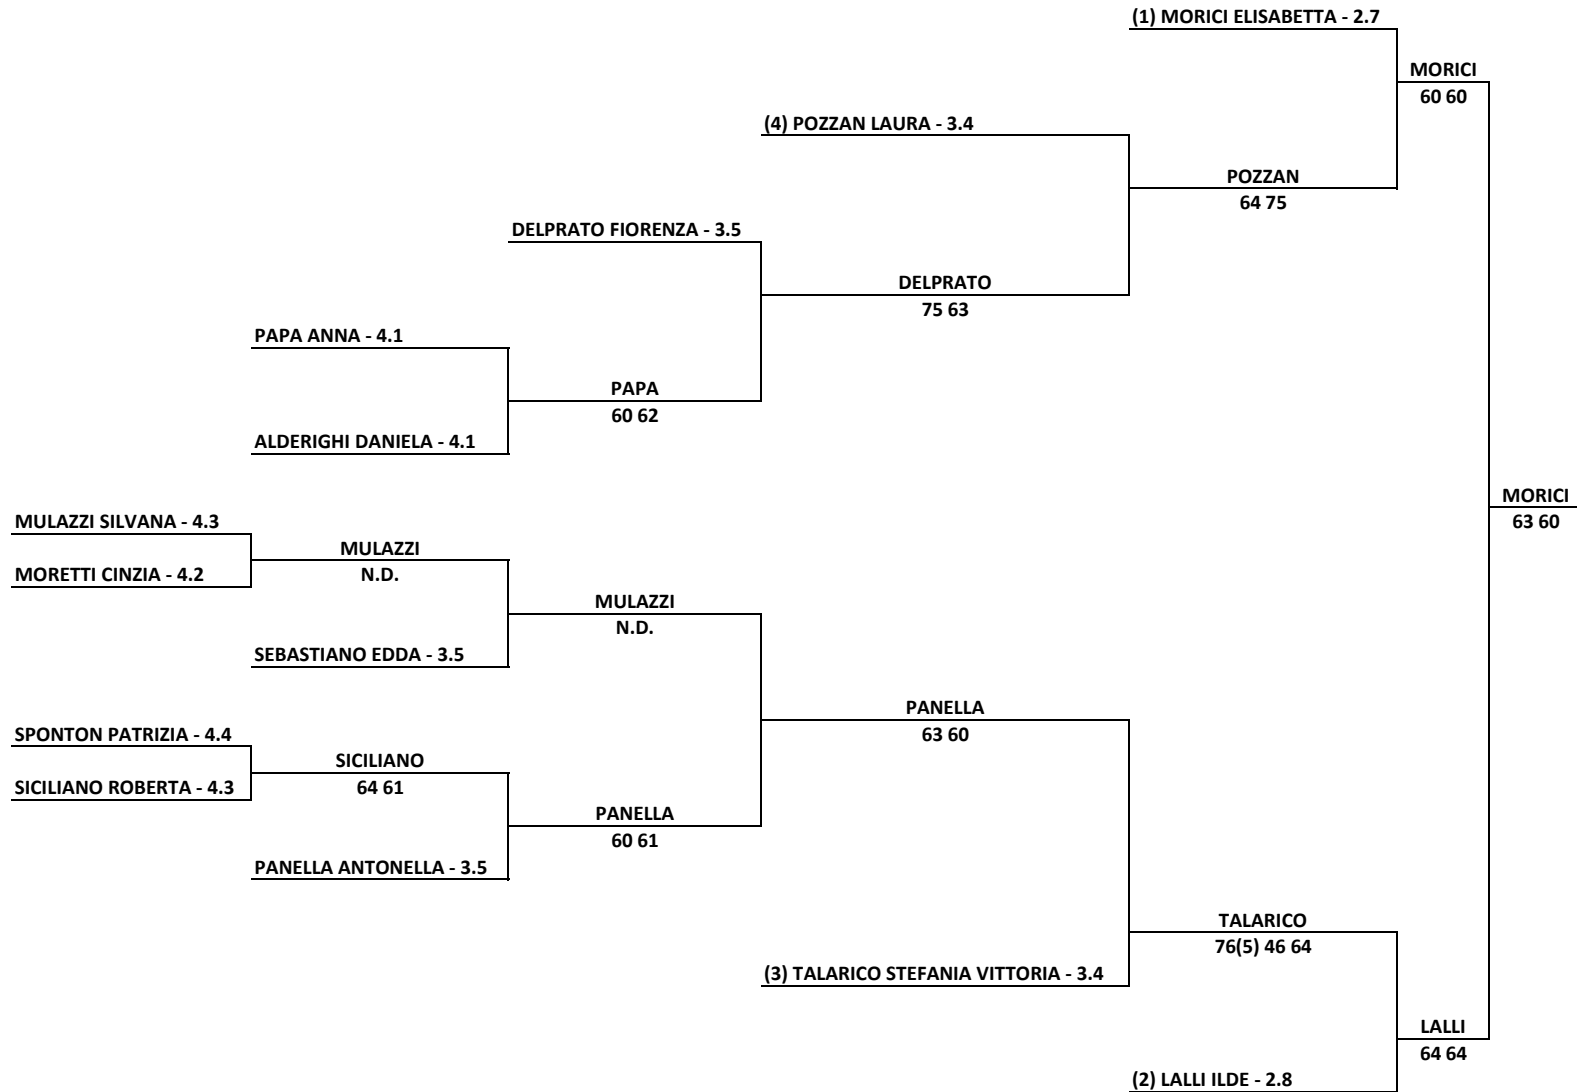 (1) MORICI ELISABETTA - 2.7
MORICI
60 60
(4) POZZAN LAURA - 3.4
POZZAN
64 75
DELPRATO FIORENZA - 3.5
DELPRATO
75 63
PAPA ANNA - 4.1
PAPA
60 62
ALDERIGHI DANIELA - 4.1
MORICI
63 60
MULAZZI SILVANA - 4.3
MULAZZI
N.D.
MORETTI CINZIA - 4.2
MULAZZI
N.D.
SEBASTIANO EDDA - 3.5
PANELLA
63 60
SPONTON PATRIZIA - 4.4
SICILIANO
64 61
SICILIANO ROBERTA - 4.3
PANELLA
60 61
PANELLA ANTONELLA - 3.5
TALARICO
76(5) 46 64
(3) TALARICO STEFANIA VITTORIA - 3.4
LALLI
64 64
(2) LALLI ILDE - 2.8